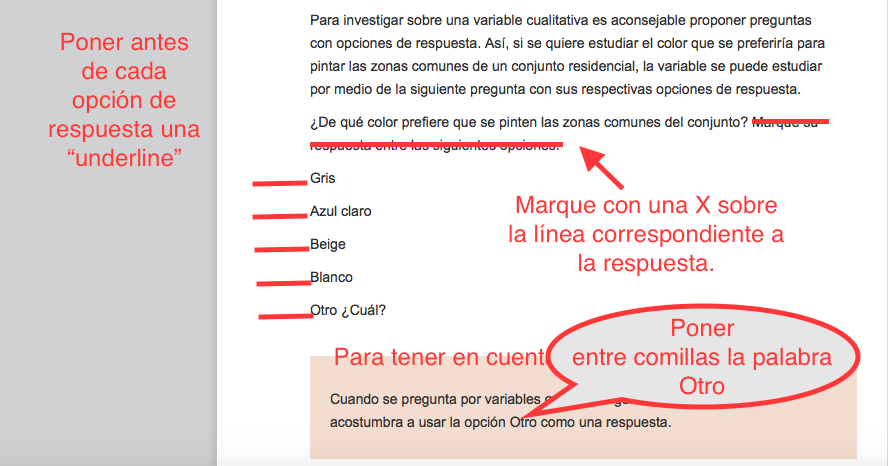 Poner antes
de cada
opción de
respuesta una
“underline”
Para investigar sobre una variable cualitativa es aconsejable proponer preguntas
con opciones de respuesta. Así, si se quiere estudiar el color que se preferiría para
pintar las zonas comunes de un conjunto residencial, la variable se puede estudiar
por medio de la siguiente pregunta con sus respectivas opciones de respuesta.
¿De qué color prefiere que se pinten las zonas comunes del conjunto? Marque su
respuesta entre las siguientes opciones.
Gris
Azul claro
Beige
Blanco
Otro ¿Cuál?
Marque con una X sobre
la línea correspondiente a
la respuesta.
Poner
entre comillas la palabra
Otro
Para tener en cuent
Cuando se pregunta por variables
acostumbra a usar la opción Otro como una respuesta.